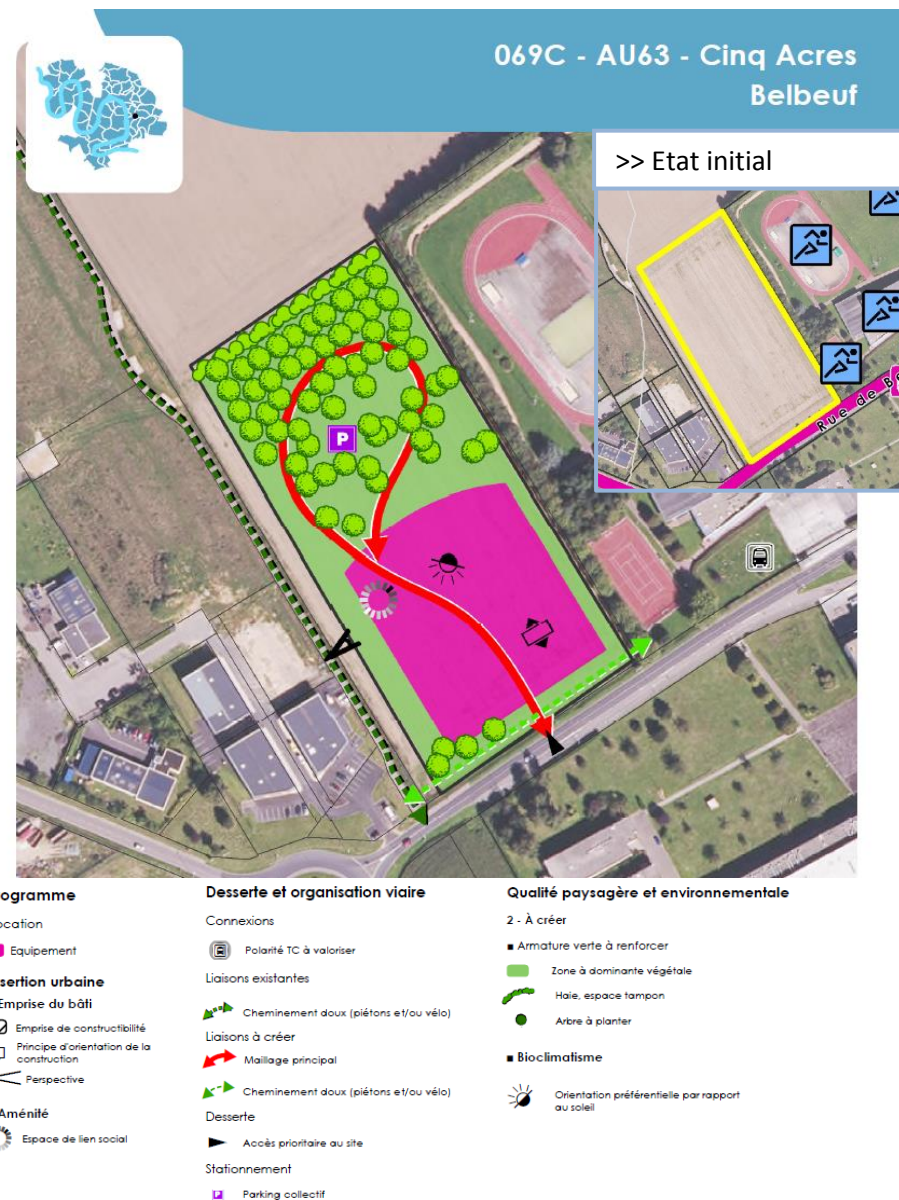 069C - AU63 - Cinq Acres
Belbeuf
>> Etat initial
Rue de B
P
ogramme
ocation
Equipement
sertion urbaine
Emprise du bâti
Emprise de constructibilité
Principe d'orientation de la
construction
Perspective
Aménité
Espace de lien social
Desserte et organisation viaire
Connexions
Polarité TC à valoriser
Liaisons existantes
Cheminement doux (piétons et/ou vélo)
Liaisons à créer
Maillage principal
Cheminement doux (piétons et/ou vélo)
Desserte
Accès prioritaire au site
Stationnement
P Parking collectif
Qualité paysagère et environnementale
2 - À créer
■ Armature verte à renforcer
Zone à dominante végétale
Haie, espace tampon
Arbre à planter
■ Bioclimatisme
Orientation préférentielle par rapport
au soleil